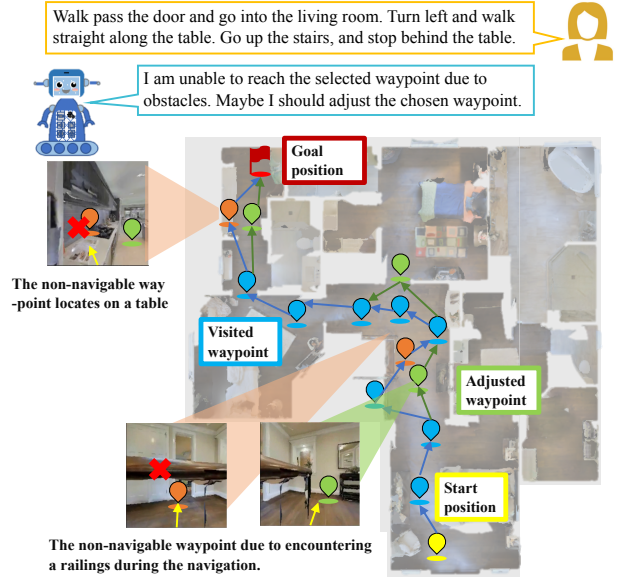 Walk pass the door and go into the living room. Turn left and walk
straight along the table. Go up the stairs, and stop behind the table.
I am unable to reach the selected waypoint due to
obstacles. Maybe I should adjust the chosen waypoint.
Goal
position
The non-navigable way
-point locates on a table
Visited
waypoint
Adjusted
waypoint
Start
position
The non-navigable waypoint due to encountering
a railings during the navigation.